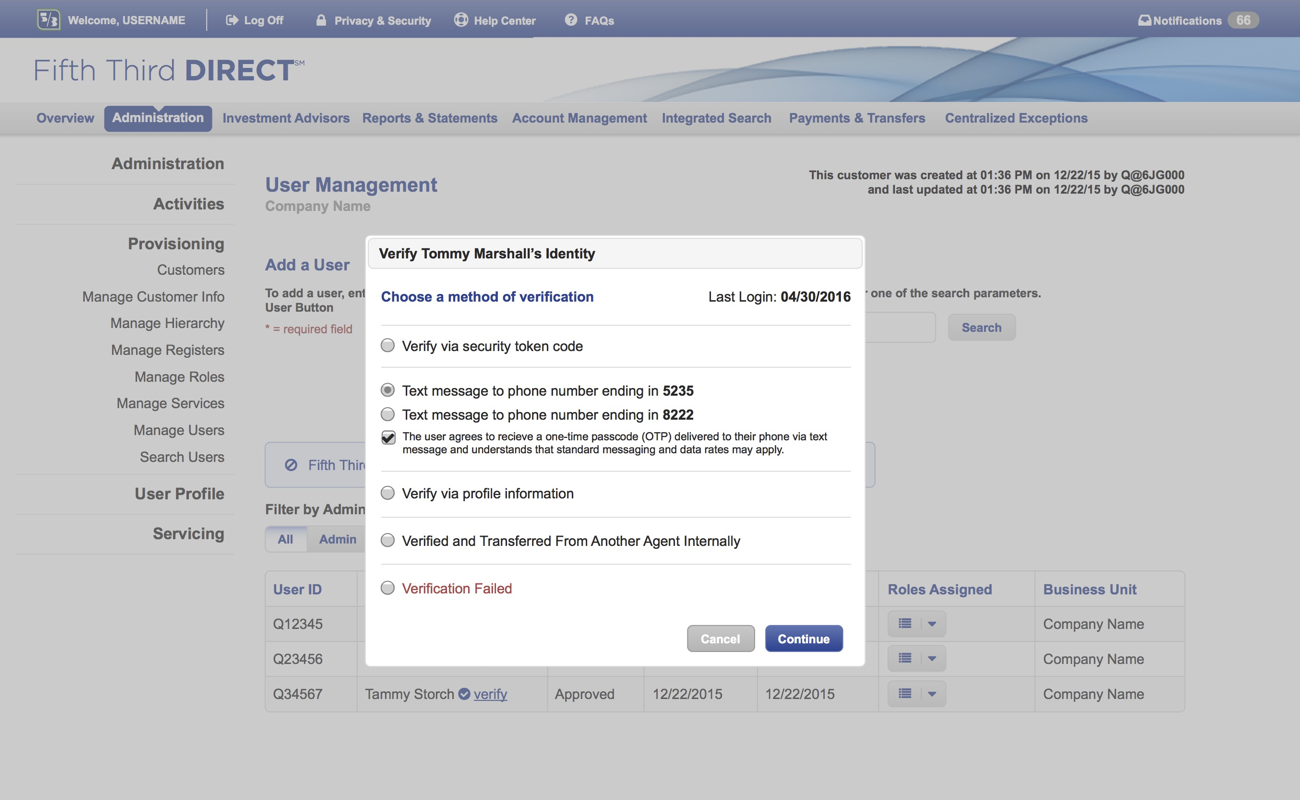 Welcome, USERNAME
Log Off
Privacy & Security
Help Center
FAQs
Notifications 66
Fifth Third DIRECT SM
Overview
Administration
Investment Advisors
Reports & Statements
Account Management
Integrated Search
Payments & Transfers
Centralized Exceptions
Administration
Activities
Provisioning
Customers
Manage Customer Info
Manage Hierarchy
Manage Registers
Manage Roles
Manage Services
Manage Users
Search Users
User Profile
Servicing
User Management
Company Name
This customer was created at 01:36 PM on 12/22/15 by Q@6JG000
and last updated at 01:36 PM on 12/22/15 by Q@6JG000
Add a User
To add a user, ent
one of the search parameters.
User Button
* = required field
Search
Verify Tommy Marshall's Identity
Choose a method of verification
Last Login: 04/30/2016
Verify via security token code
Text message to phone number ending in 5235
Text message to phone number ending in 8222
The user agrees to recieve a one-time passcode (OTP) delivered to their phone via text
message and understands that standard messaging and data rates may apply.
Verify via profile information
Verified and Transferred From Another Agent Internally
Verification Failed
Cancel
Continue
Fifth Thir
Filter by Admin
All
Admin
User ID
Roles Assigned
Business Unit
Q12345
Company Name
Q23456
Company Name
Q34567
Tammy Storch verify
Approved
12/22/2015
12/22/2015
Company Name